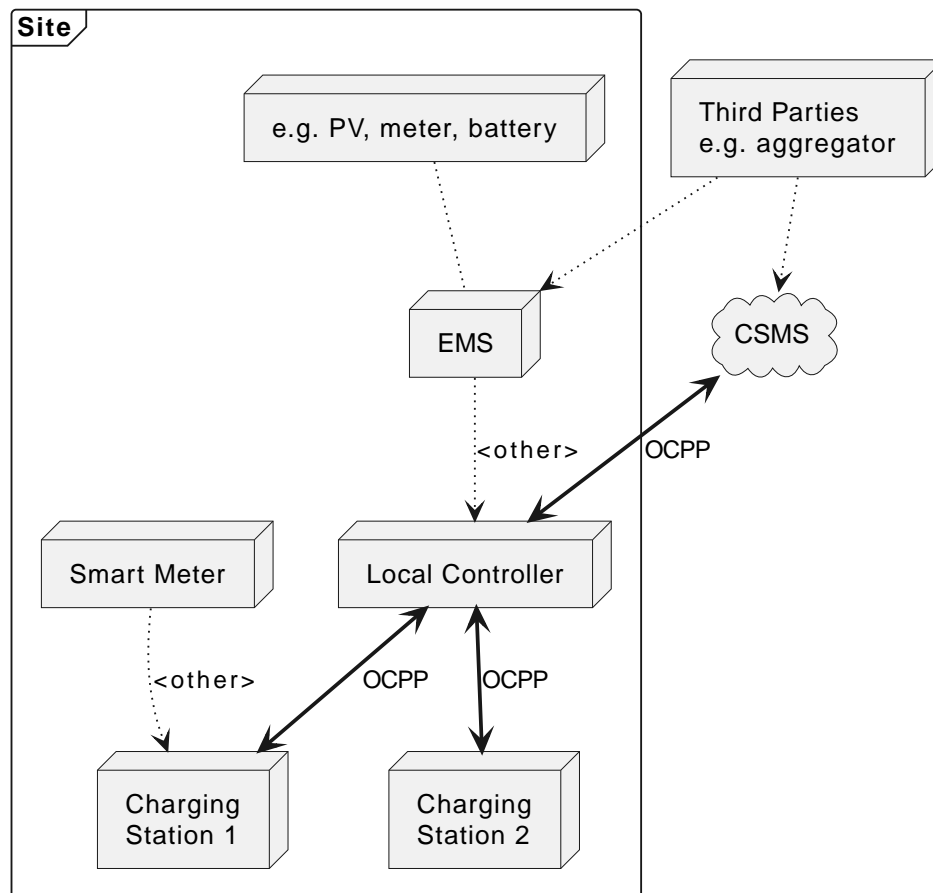 Site
e.g. PV, meter, battery
Third Parties
e.g. aggregator
EMS
CSMS
<other>
OCPP
Smart Meter
Local Controller
<other>
OCPP
OCPP
Charging
Station 1
Charging
Station 2